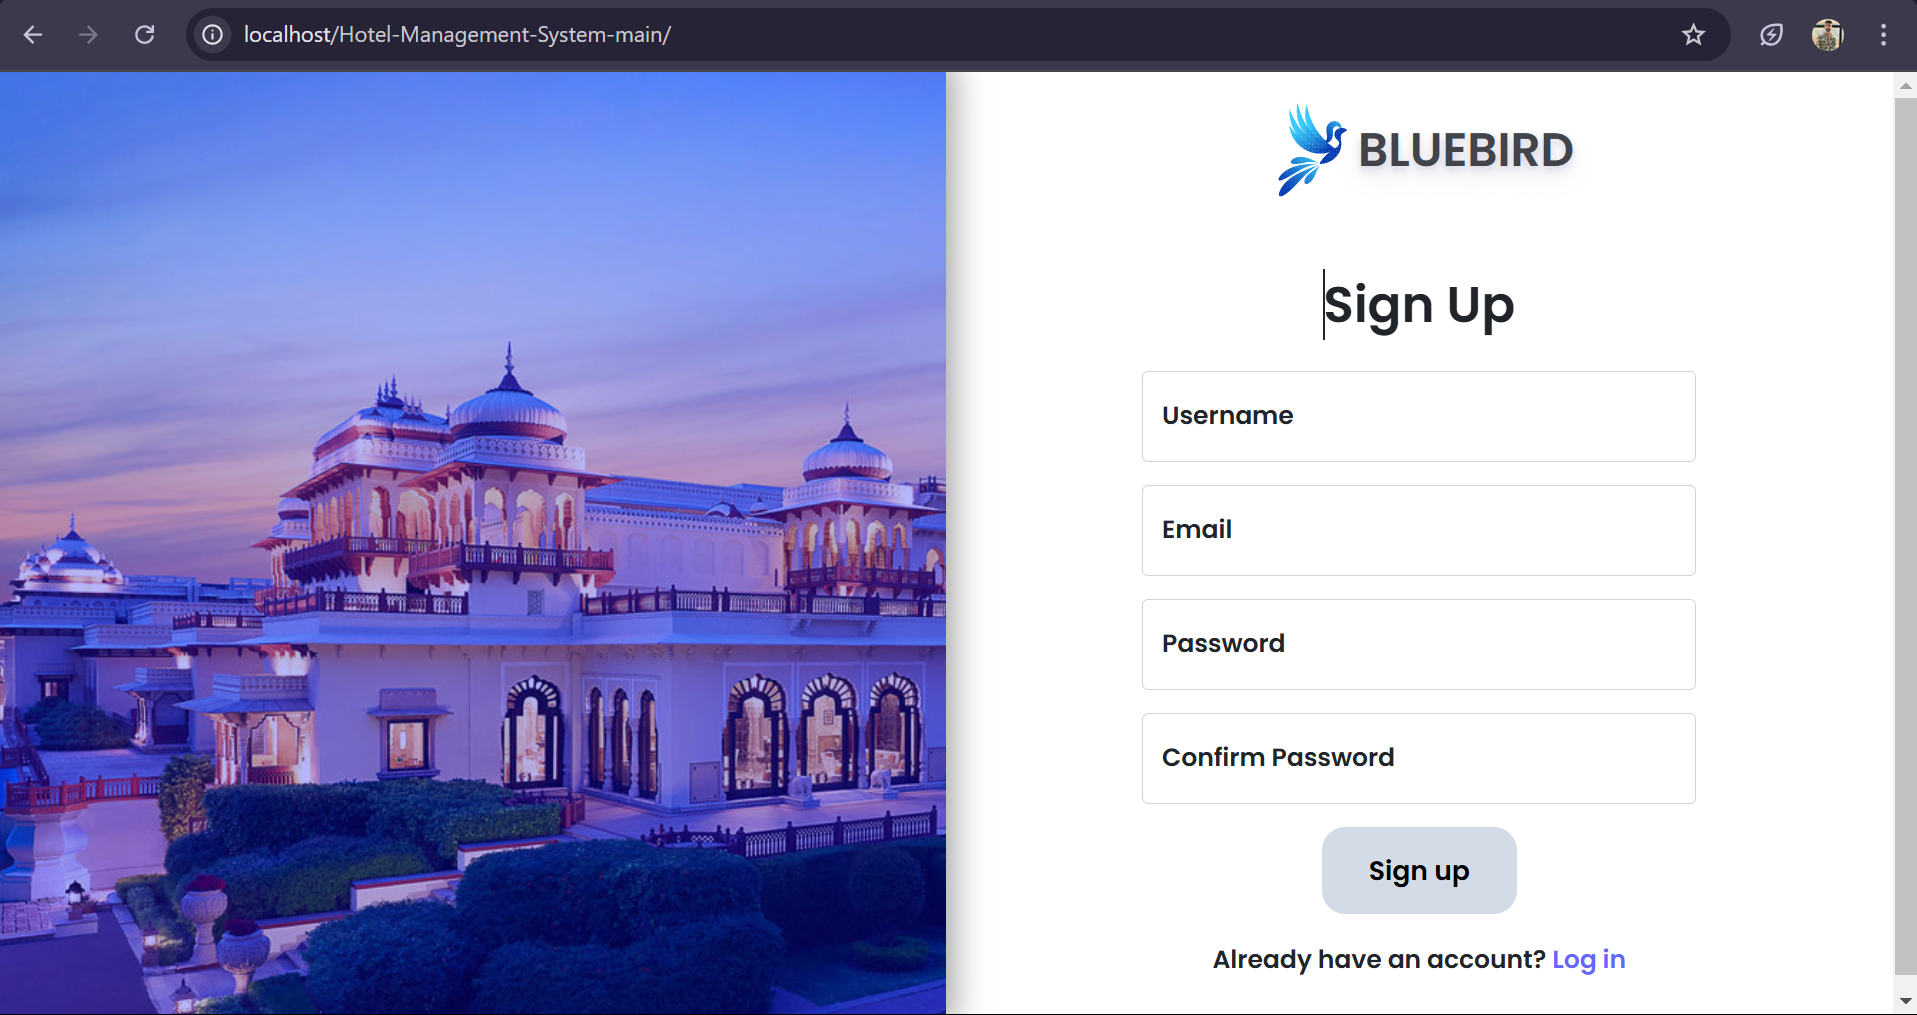 localhost/Hotel-Management-System-main/
BLUEBIRD
Sign Up
Username
Email
Password
Confirm Password
Sign up
Already have an account? Log in